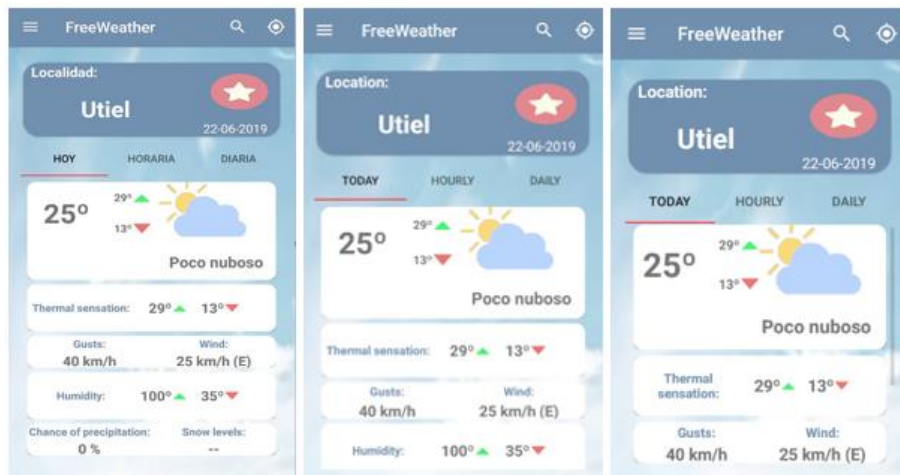 FreeWeather
Localidad:
Utiel
22-06-2019
HOY HORARIA DIARIA
25º
29º
13º
Poco nuboso
Thermal sensation: 29º 13º
Gusts: Wind:
40 km/h 25 km/h (E)
Humidity: 100º 35º
Chance of precipitation: Snow levels:
0 % --
FreeWeather
Location:
Utiel
22-06-2019
TODAY HOURLY DAILY
25º
29º
13º
Poco nuboso
Thermal sensation: 29º 13º
Gusts: Wind:
40 km/h 25 km/h (E)
Humidity: 100º 35º
FreeWeather
Location:
Utiel
22-06-2019
TODAY HOURLY DAILY
25º
29º
13º
Poco nuboso
Thermal
sensation: 29º 13º
Gusts: Wind:
40 km/h 25 km/h (E)